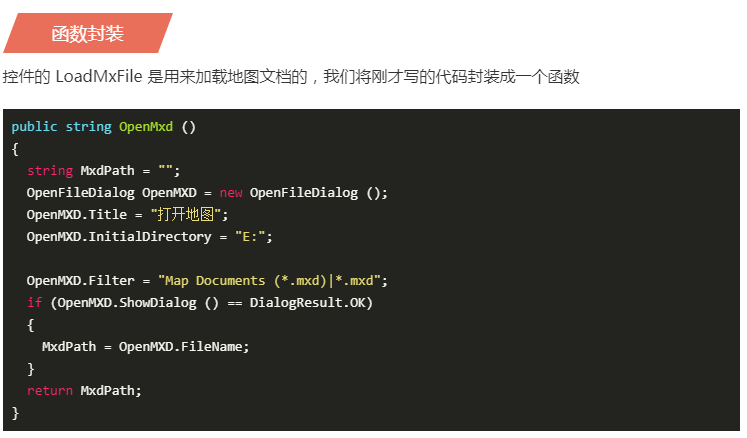 函数封装
控件的 LoadMxFile 是用来加载地图文档的，我们将刚才写的代码封装成一个函数
public string OpenMxd ()
{
  string MxdPath = "";
  OpenFileDialog OpenMXD = new OpenFileDialog ();
  OpenMXD.Title = "打开地图";
  OpenMXD.InitialDirectory = "E:";

  OpenMXD.Filter = "Map Documents (*.mxd)|*.mxd";
  if (OpenMXD.ShowDialog () == DialogResult.OK)
  {
    MxdPath = OpenMXD.FileName;
  }
  return MxdPath;
}